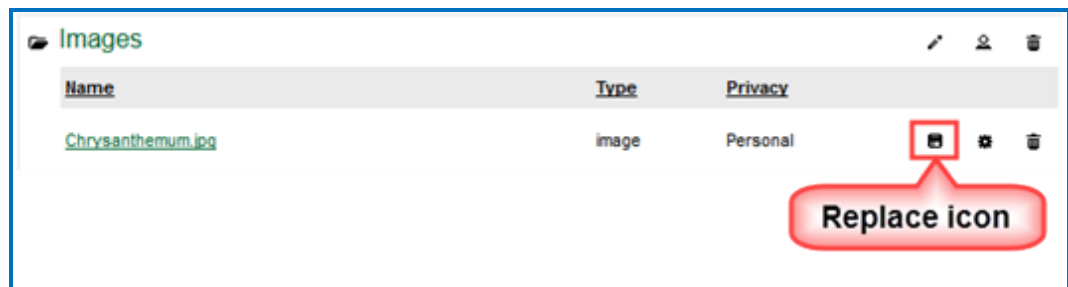 Images
Name Type Privacy
Chrysanthemum.jpg image Personal
Replace icon